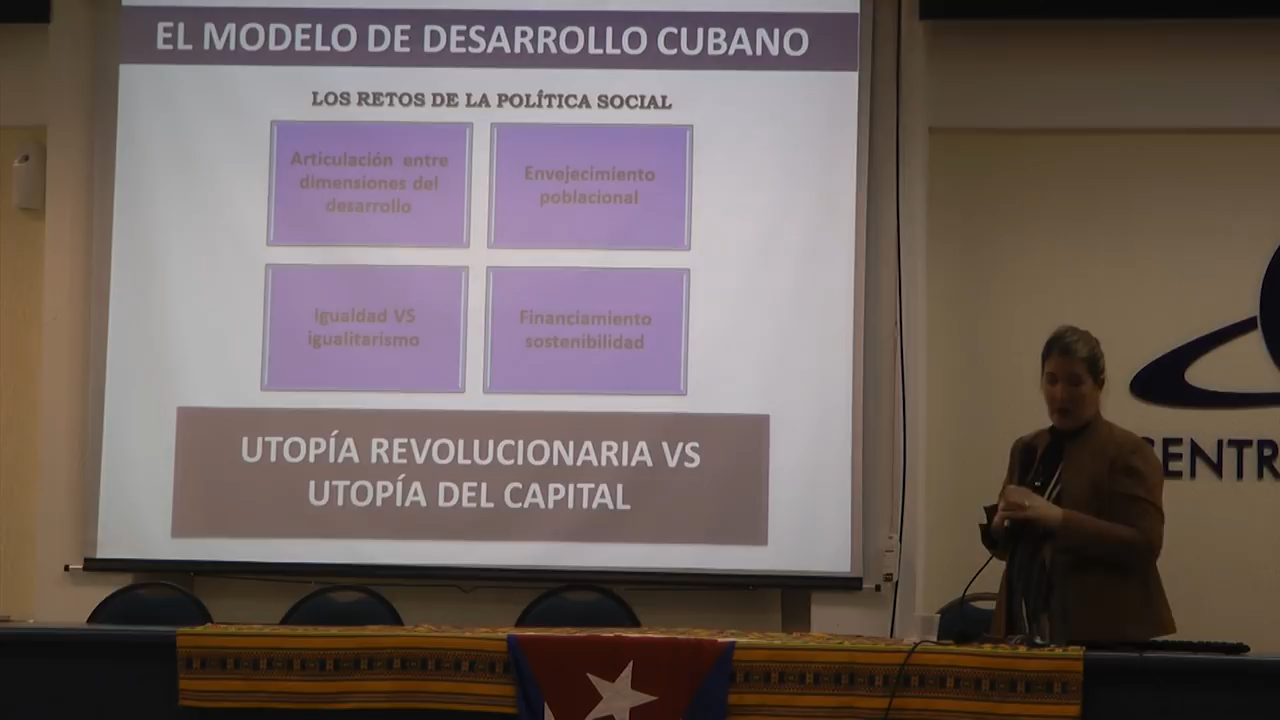 EL MODELO DE DESARROLLO CUBANO
LOS RETOS DE LA POLÍTICA SOCIAL
Articulación entre
dimensiones del
desarrollo
Envejecimiento
poblacional
Igualdad VS
igualitarismo
Financiamiento
sostenibilidad
UTOPÍA REVOLUCIONARIA VS
UTOPÍA DEL CAPITAL
CENTR